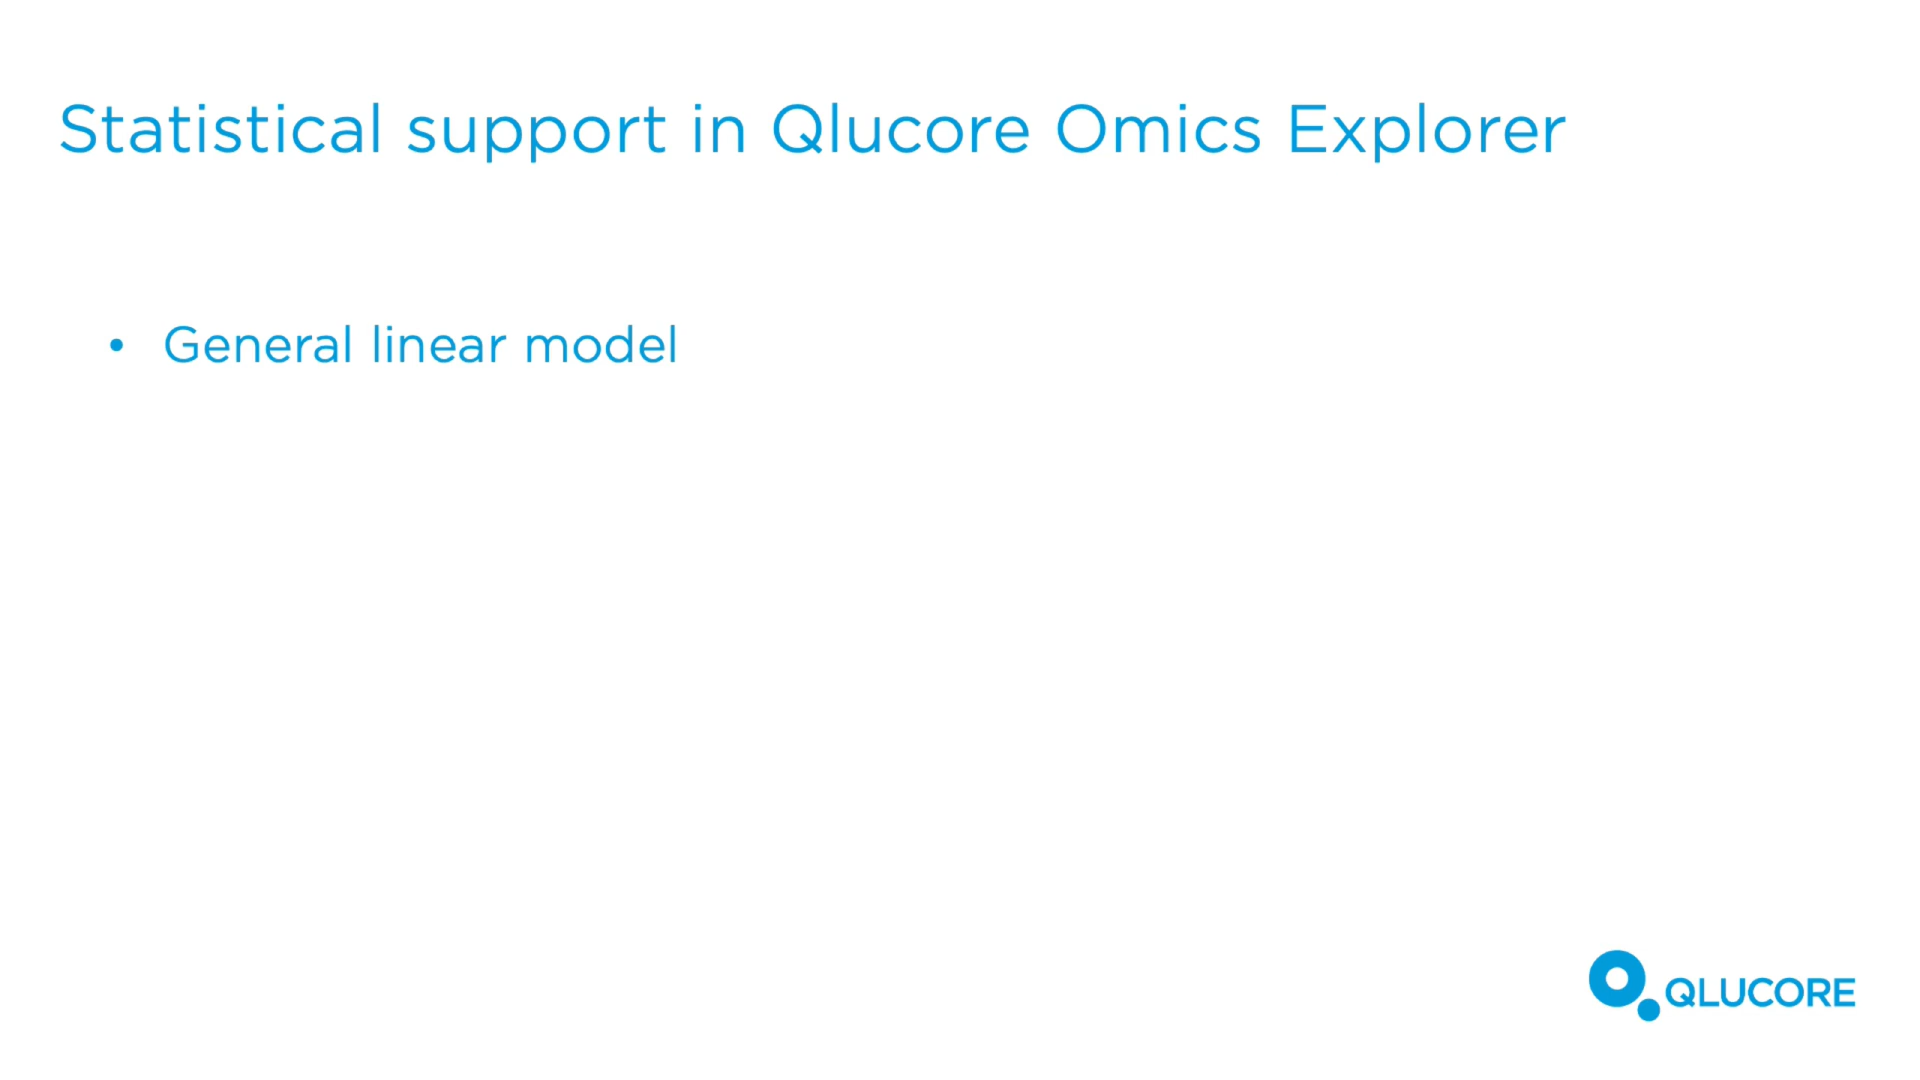 Statistical support in Qlucore Omics Explorer
• General linear model
QLUCORE